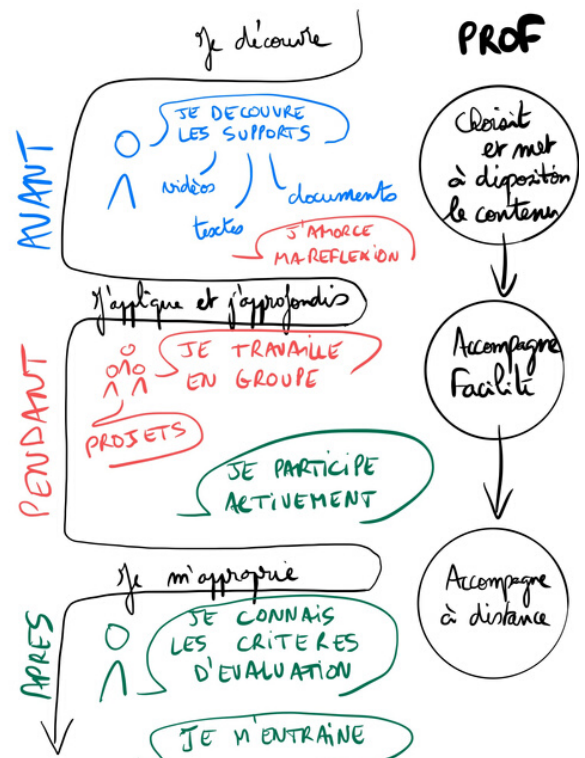 Je découvre
PROF
AVANT
JE DECOUVRE
LES SUPPORTS
vidéos
textes
documents
J'AMORCE
MA REFLEXION
Choisit
et met
à disposition
le contenu
J'applique et j'approfondis
PENDANT
JE TRAVAILLE
EN GROUPE
PROJETS
JE PARTICIPE
ACTIVEMENT
Accompagne
Facilite
Je m'approprie
APRES
JE CONNAIS
LES CRITERES
D'EVALUATION
JE M'ENTRAINE
Accompagne
à distance